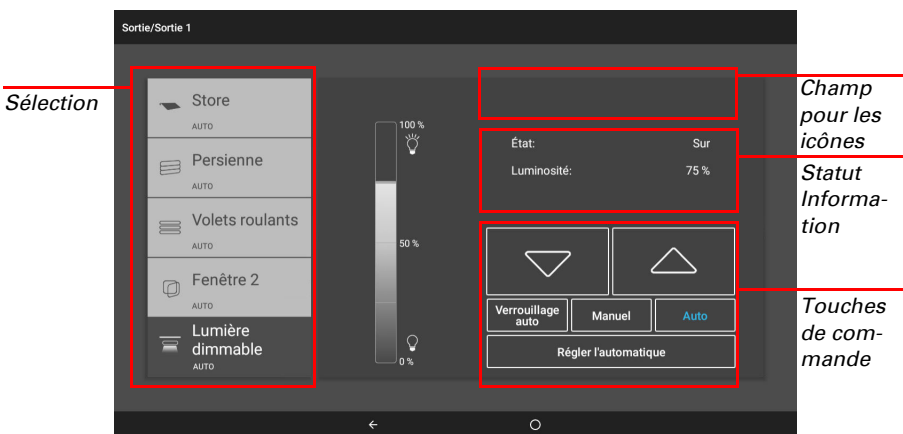 Sortie/Sortie 1
Sélection
Store
AUTO
Persienne
AUTO
Volets roulants
AUTO
Fenêtre 2
AUTO
Lumière
dimmable
AUTO
100 %
50 %
0 %
État: Sur
Luminosité: 75 %
Verrouillage
auto
Manuel
Auto
Régler l'automatique
Champ
pour les
icônes
Statut
Informa-
tion
Touches
de com-
mande